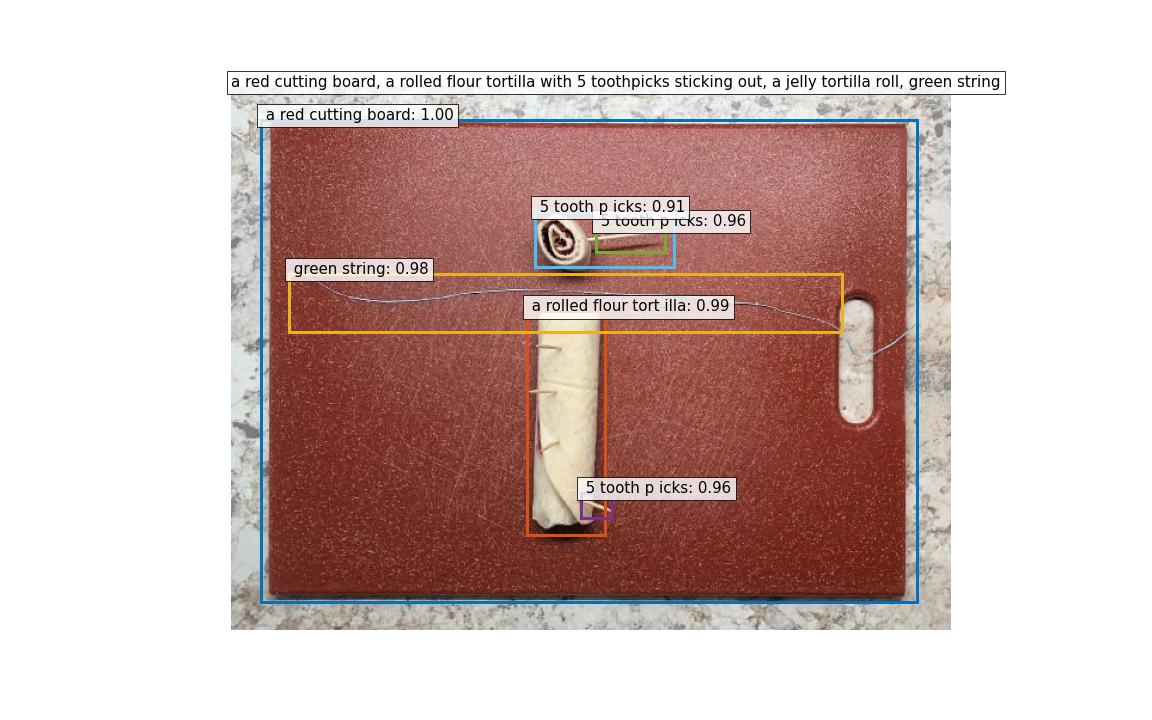 a red cutting board, a rolled flour tortilla with 5 toothpicks sticking out, a jelly tortilla roll, green string
a red cutting board: 1.00
5 tooth p icks: 0.91
5 tooth p icks: 0.96
green string: 0.98
a rolled flour tort illa: 0.99
5 tooth p icks: 0.96